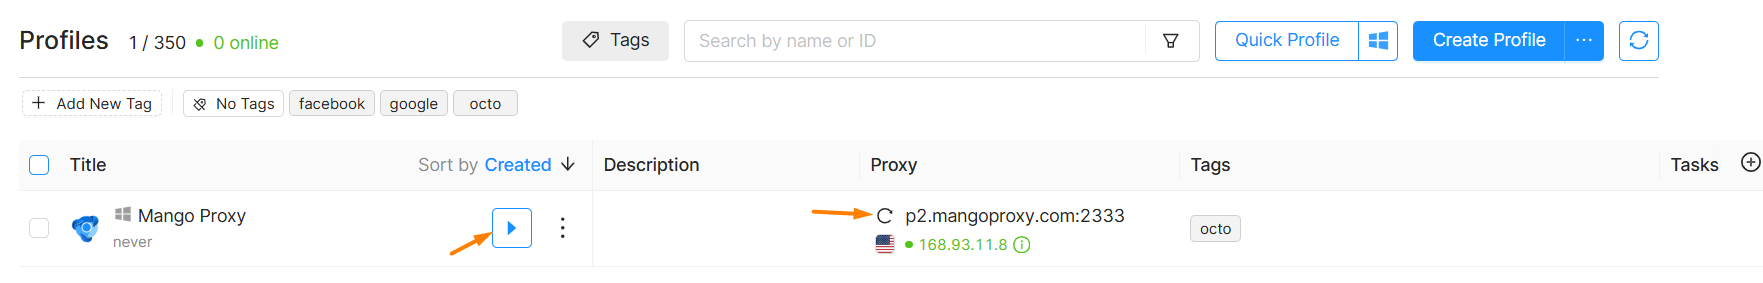 Profiles 1 / 350 ● 0 online Tags Search by name or ID Quick Profile Create Profile ...
+ Add New Tag No Tags facebook google octo
Title Sort by Created ↓ Description Proxy Tags Tasks
Mango Proxy p2.mangoproxy.com:2333
never ● 168.93.11.8 octo